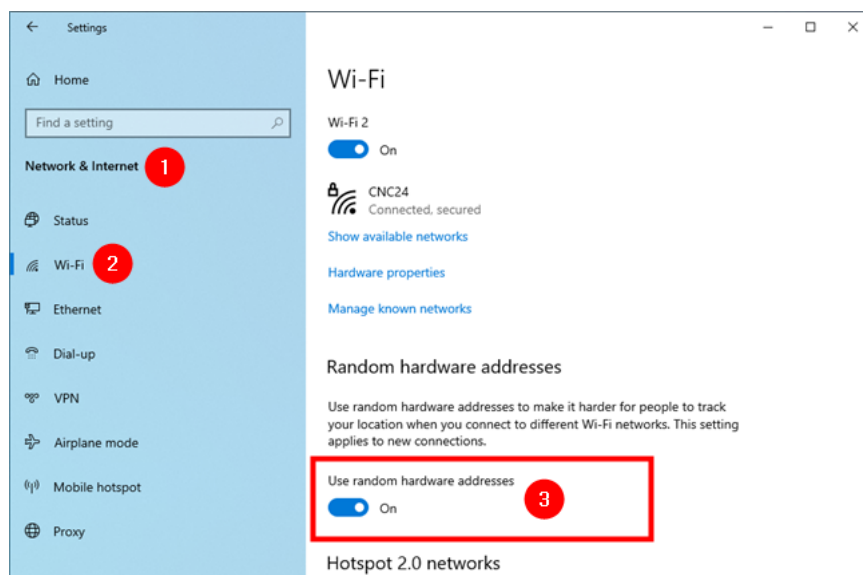 Settings
Home
Find a setting
Network & Internet
1
Status
Wi-Fi
2
Ethernet
Dial-up
VPN
Airplane mode
Mobile hotspot
Proxy
Wi-Fi
Wi-Fi 2
On
CNC24
Connected, secured
Show available networks
Hardware properties
Manage known networks
Random hardware addresses
Use random hardware addresses to make it harder for people to track
your location when you connect to different Wi-Fi networks. This setting
applies to new connections.
Use random hardware addresses
3
On
Hotspot 2.0 networks